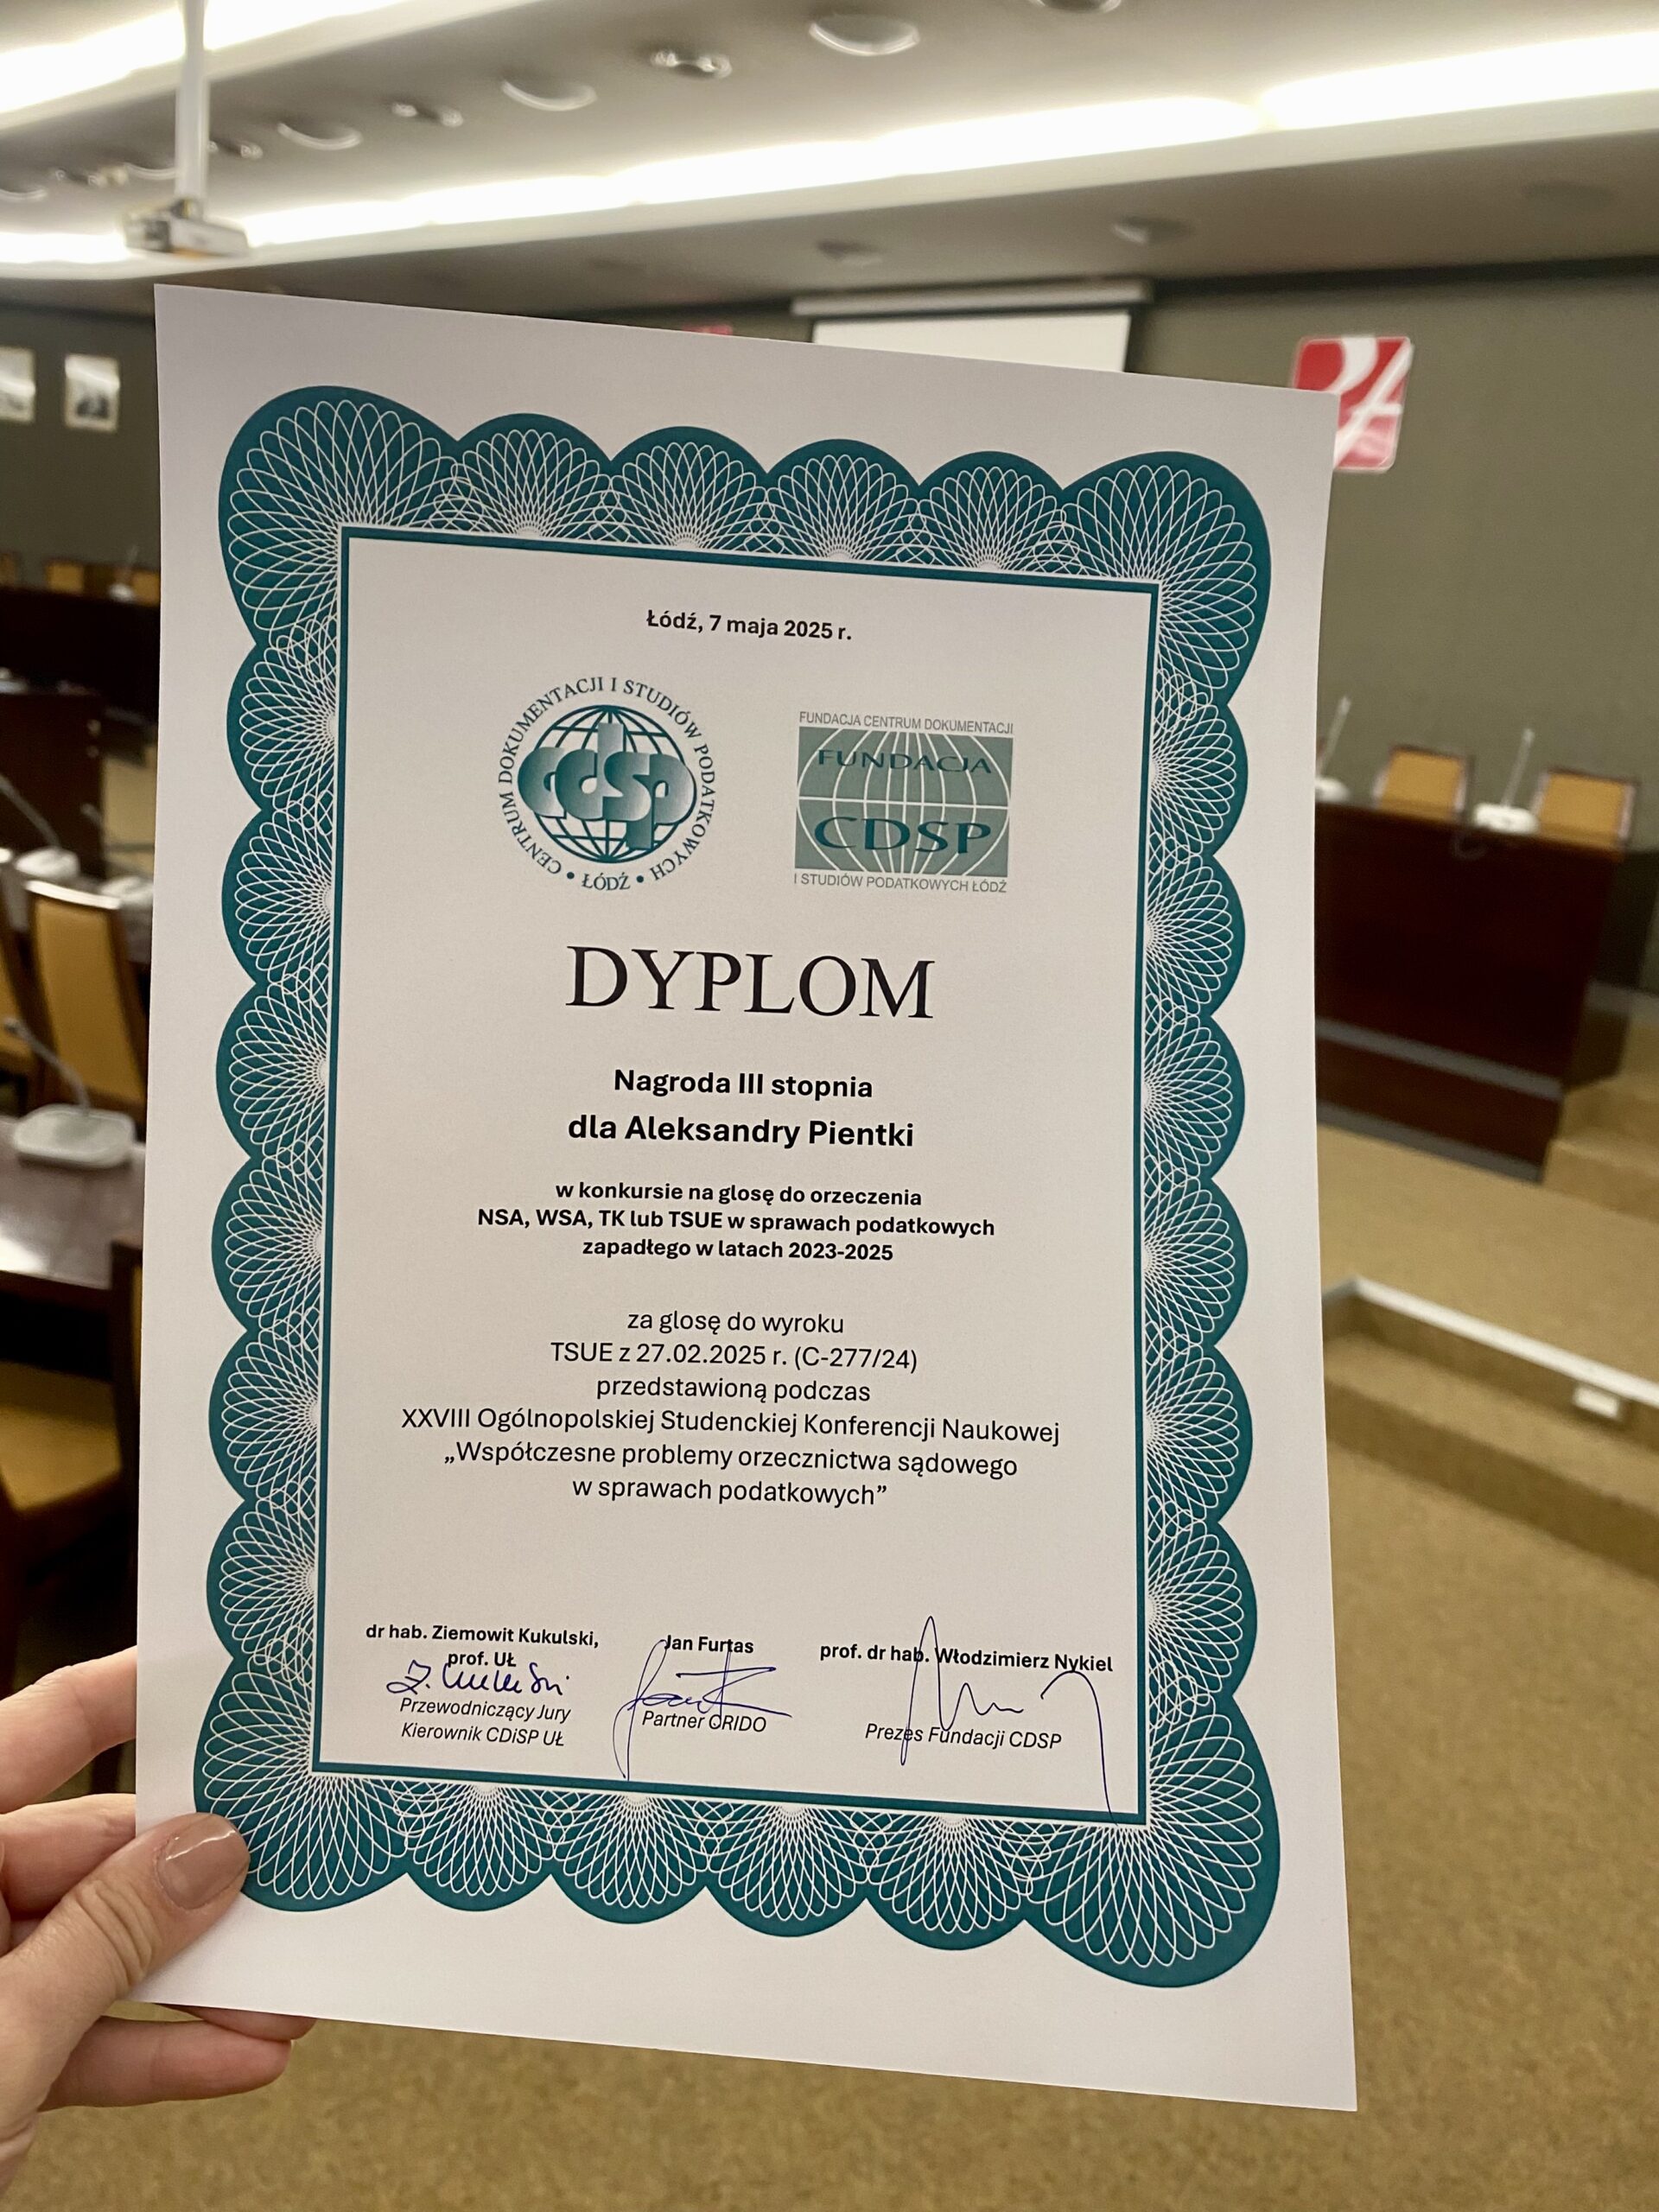 Łódź, 7 maja 2025 r.
CENTRUM DOKUMENTACJI I STUDIÓW PODATKOWYCH • ŁÓDŹ •
cdsp
FUNDACJA CENTRUM DOKUMENTACJI
FUNDACJA
CDSP
I STUDIÓW PODATKOWYCH ŁÓDŹ
DYPLOM
Nagroda III stopnia
dla Aleksandry Pientki
w konkursie na glosę do orzeczenia
NSA, WSA, TK lub TSUE w sprawach podatkowych
zapadłego w latach 2023-2025
za glosę do wyroku
TSUE z 27.02.2025 r. (C-277/24)
przedstawioną podczas
XXVIII Ogólnopolskiej Studenckiej Konferencji Naukowej
„Współczesne problemy orzecznictwa sądowego
w sprawach podatkowych”
dr hab. Ziemowit Kukulski,
prof. UŁ
Przewodniczący Jury
Kierownik CDiSP UŁ
Jan Furtas
Partner CRIDO
prof. dr hab. Włodzimierz Nykiel
Prezes Fundacji CDSP